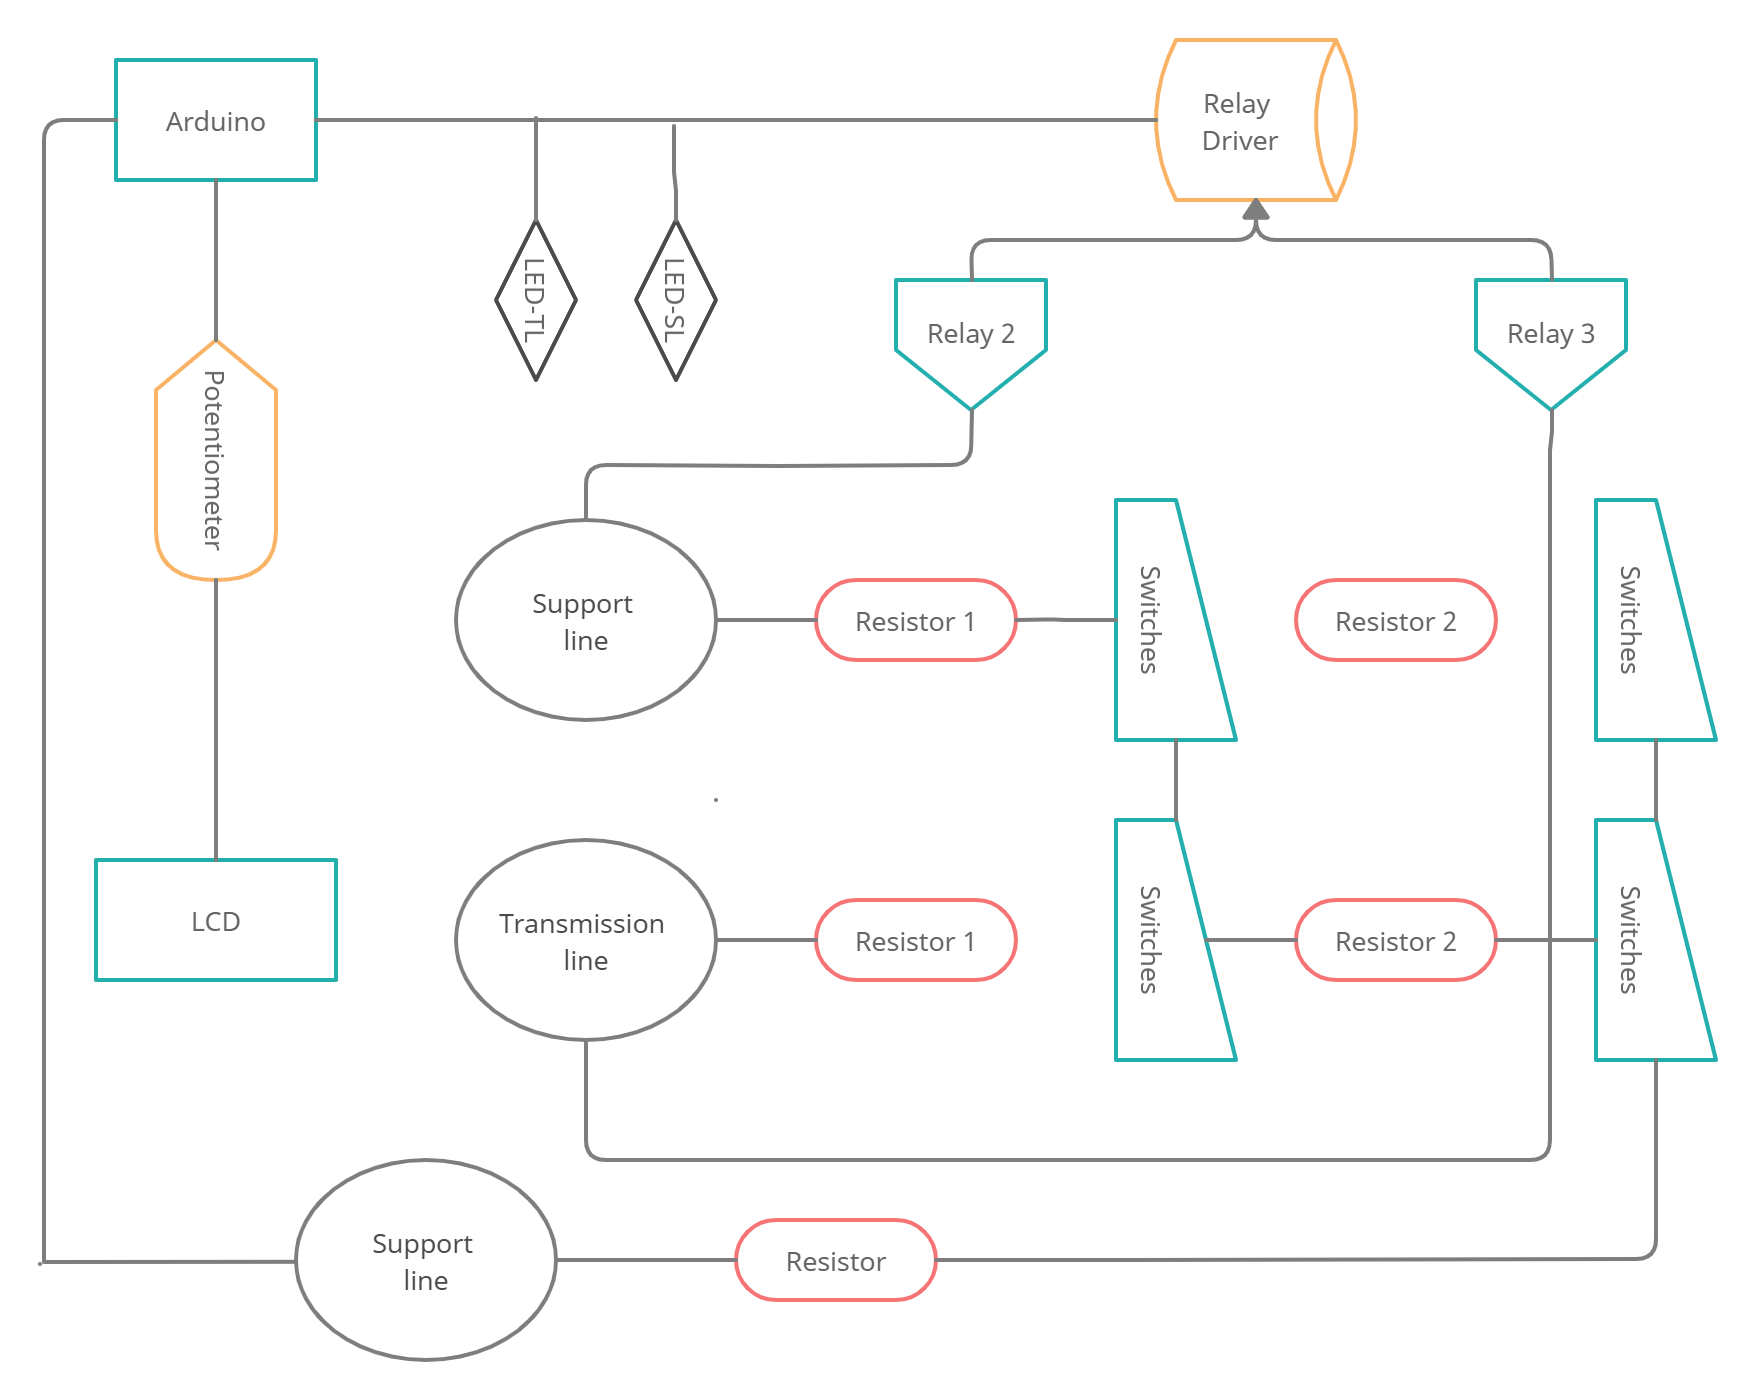 Arduino
Relay
Driver
LED-TL
LED-SL
Relay 2
Relay 3
Potentiometer
Support
line
Resistor 1
Switches
Resistor 2
Switches
LCD
Transmission
line
Resistor 1
Switches
Resistor 2
Switches
Support
line
Resistor